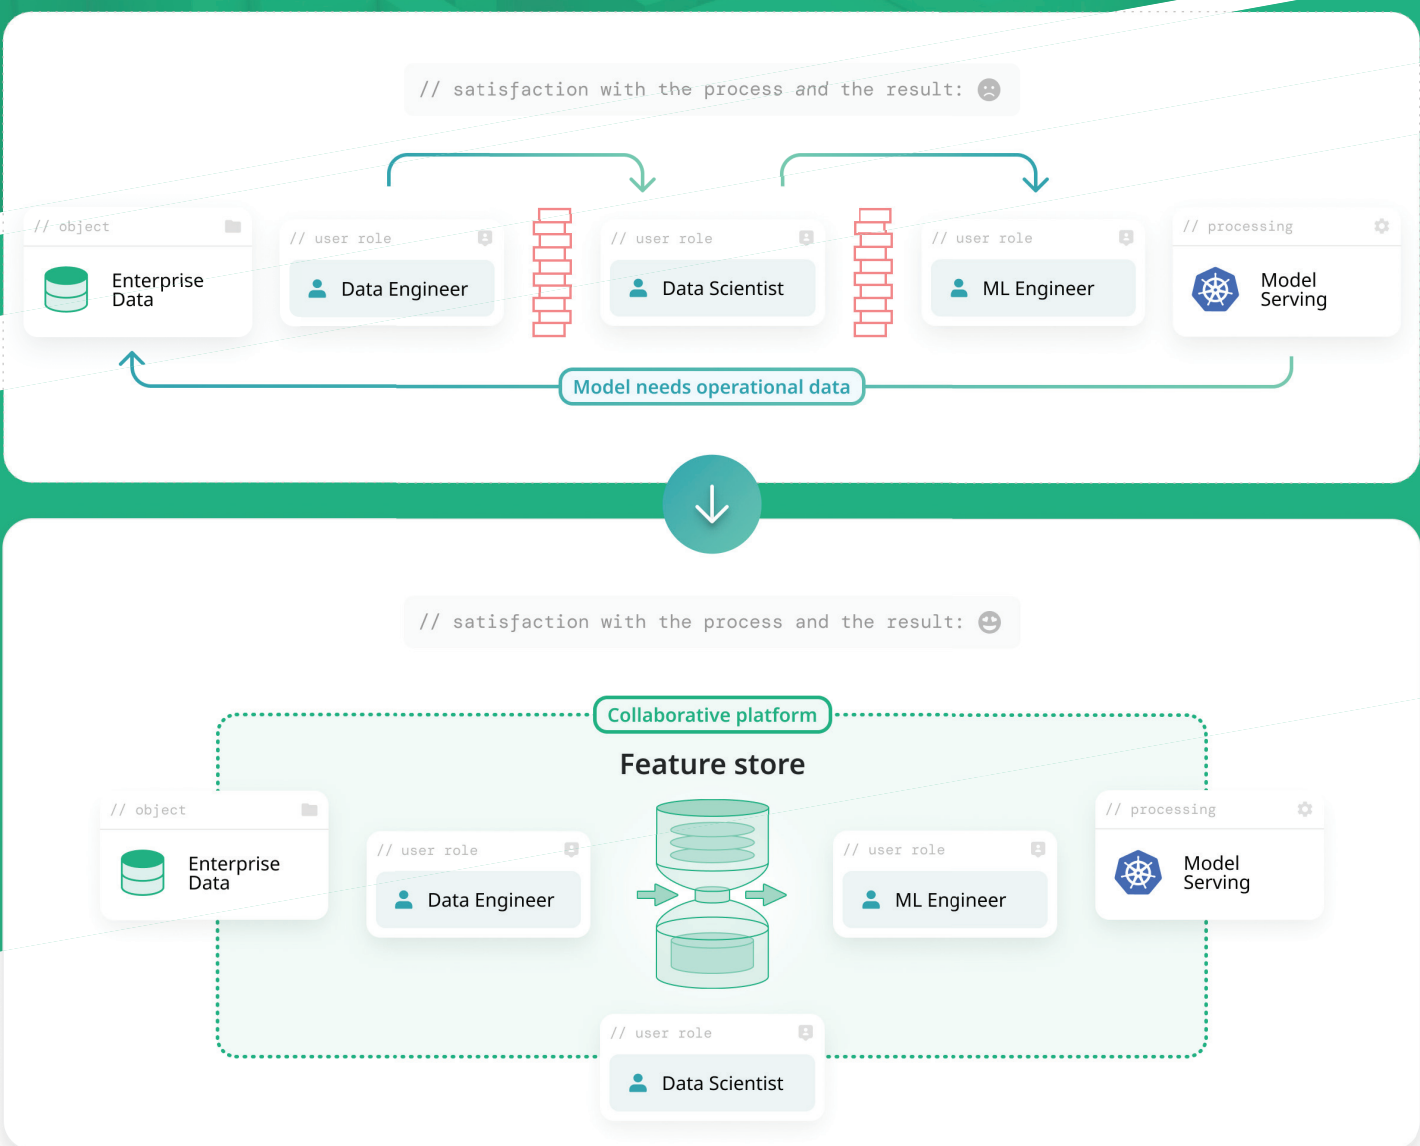 // satisfaction with the process and the result:
// object
Enterprise
Data
// user role
Data Engineer
// user role
Data Scientist
// user role
ML Engineer
// processing
Model
Serving
Model needs operational data
// satisfaction with the process and the result:
Collaborative platform
Feature store
// object
Enterprise
Data
// user role
Data Engineer
// user role
ML Engineer
// processing
Model
Serving
// user role
Data Scientist